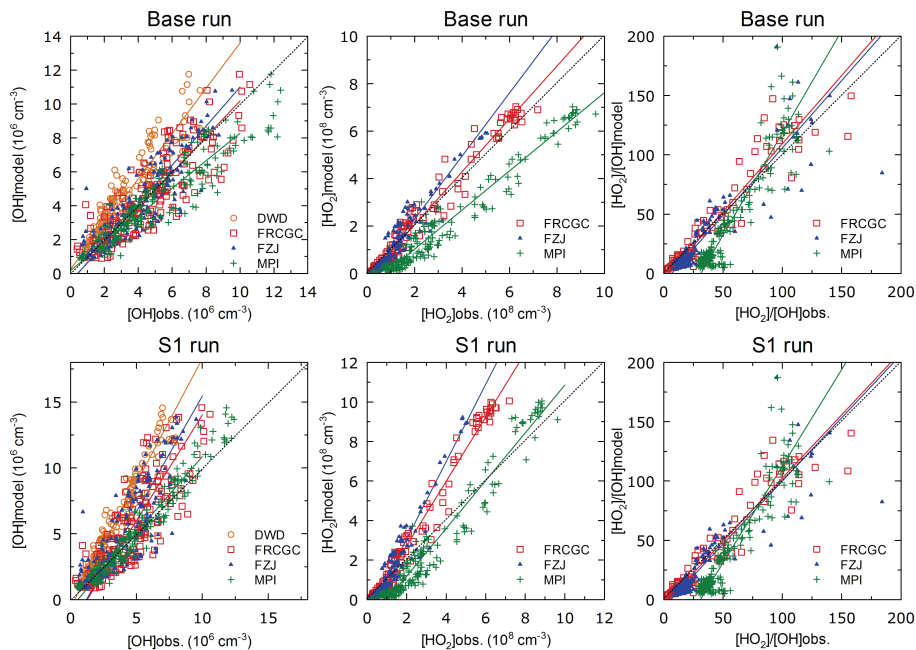 Base run
Base run
Base run
[OH]model (10⁶ cm⁻³)
14
12
10
8
6
4
2
0
0 2 4 6 8 10 12 14
[OH]obs. (10⁶ cm⁻³)
DWD
FRCGC
FZJ
MPI
[HO₂]model (10⁸ cm⁻³)
10
8
6
4
2
0
0 2 4 6 8 10
[HO₂]obs. (10⁸ cm⁻³)
FRCGC
FZJ
MPI
[HO₂]/[OH]model
200
150
100
50
0
0 50 100 150 200
[HO₂]/[OH]obs.
FRCGC
FZJ
MPI
S1 run
S1 run
S1 run
[OH]model (10⁶ cm⁻³)
15
10
5
0
0 5 10 15
[OH]obs. (10⁶ cm⁻³)
DWD
FRCGC
FZJ
MPI
[HO₂]model (10⁸ cm⁻³)
12
10
8
6
4
2
0
0 2 4 6 8 10 12
[HO₂]obs. (10⁸ cm⁻³)
FRCGC
FZJ
MPI
[HO₂]/[OH]model
200
150
100
50
0
0 50 100 150 200
[HO₂]/[OH]obs.
FRCGC
FZJ
MPI